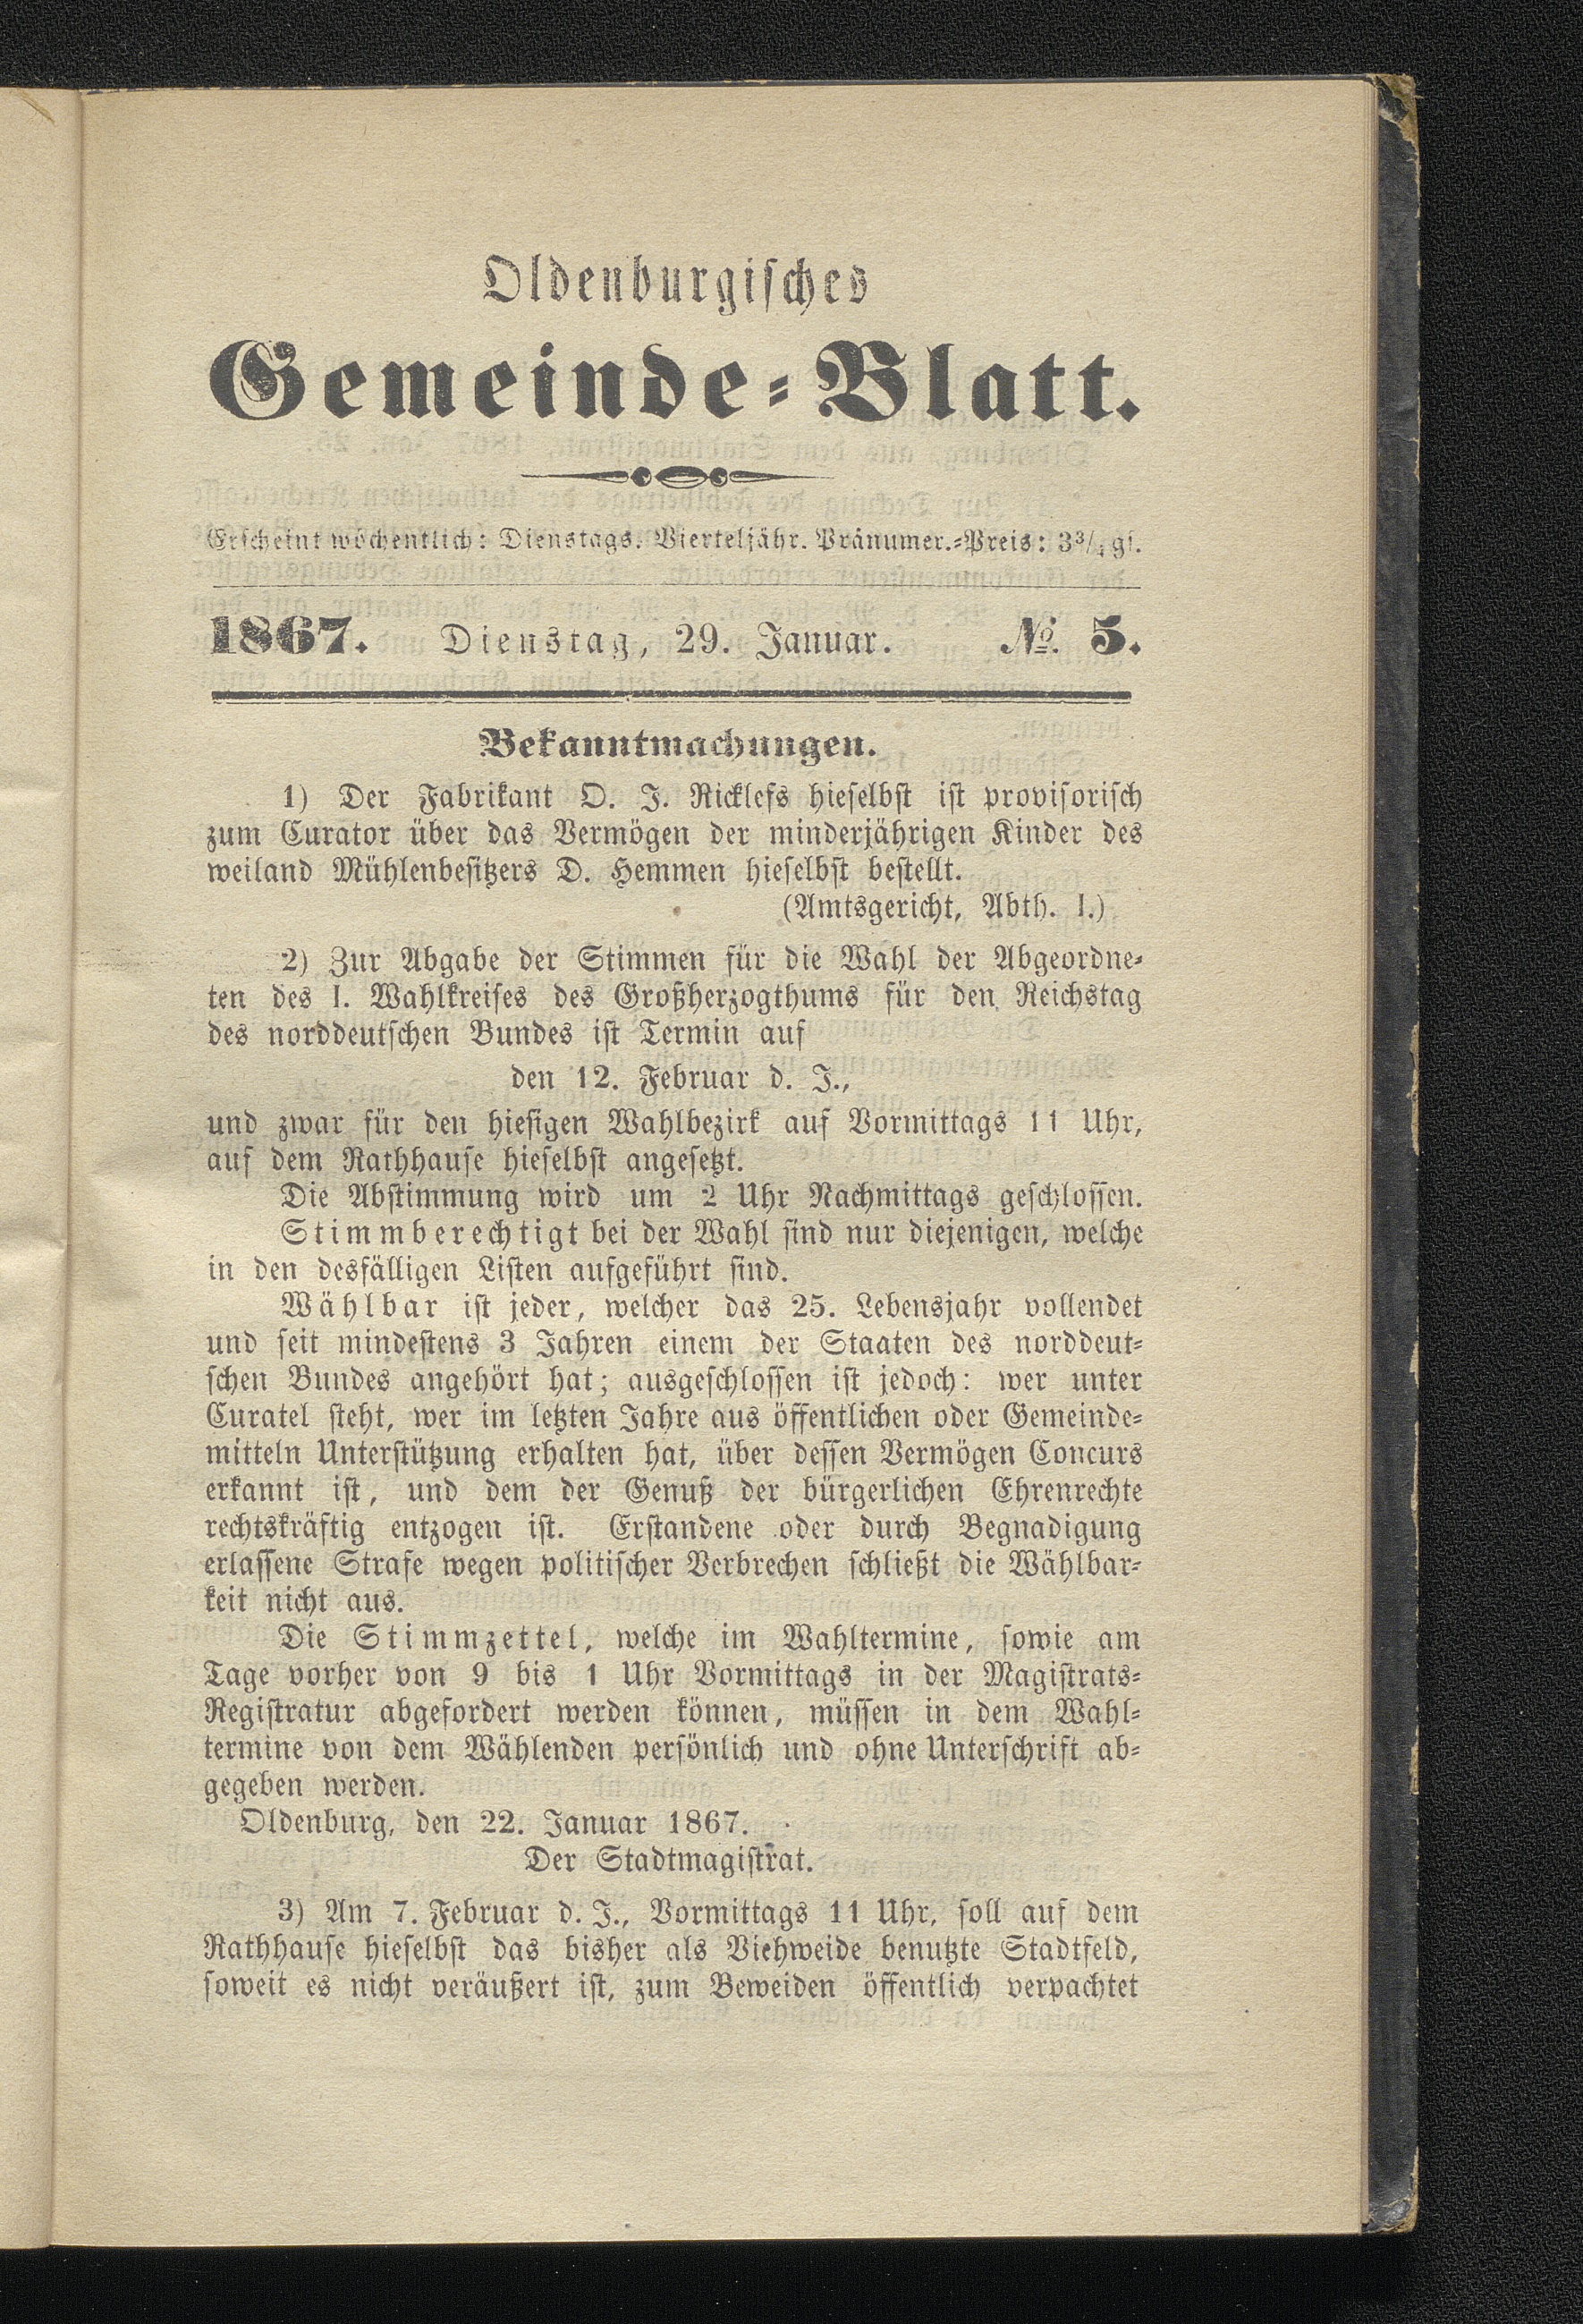 Oldenburgisches
Gemeinde-Blatt.
Erscheint wöchentlich: Dienstags. Vierteljähr. Pränumer.-Preis: 3³/₄ gs.
1867. Dienstag, 29. Januar. № 5.
Bekanntmachungen.
1) Der Fabrikant O. J. Ricklefs hieselbst ist provisorisch
zum Curator über das Vermögen der minderjährigen Kinder des
weiland Mühlenbesitzers D. Hemmen hieselbst bestellt.
(Amtsgericht, Abth. I.)
2) Zur Abgabe der Stimmen für die Wahl der Abgeordne-
ten des I. Wahlkreises des Großherzogthums für den Reichstag
des norddeutschen Bundes ist Termin auf
den 12. Februar d. J.,
und zwar für den hiesigen Wahlbezirk auf Vormittags 11 Uhr,
auf dem Rathhause hieselbst angesetzt.
Die Abstimmung wird um 2 Uhr Nachmittags geschlossen.
Stimmberechtigt bei der Wahl sind nur diejenigen, welche
in den desfälligen Listen aufgeführt sind.
Wählbar ist jeder, welcher das 25. Lebensjahr vollendet
und seit mindestens 3 Jahren einem der Staaten des norddeut-
schen Bundes angehört hat; ausgeschlossen ist jedoch: wer unter
Curatel steht, wer im letzten Jahre aus öffentlichen oder Gemeinde-
mitteln Unterstützung erhalten hat, über dessen Vermögen Concurs
erkannt ist, und dem der Genuß der bürgerlichen Ehrenrechte
rechtskräftig entzogen ist. Erstandene oder durch Begnadigung
erlassene Strafe wegen politischer Verbrechen schließt die Wählbar-
keit nicht aus.
Die Stimmzettel, welche im Wahltermine, sowie am
Tage vorher von 9 bis 1 Uhr Vormittags in der Magistrats-
Registratur abgefordert werden können, müssen in dem Wahl-
termine von dem Wählenden persönlich und ohne Unterschrift ab-
gegeben werden.
Oldenburg, den 22. Januar 1867.
Der Stadtmagistrat.
3) Am 7. Februar d. J., Vormittags 11 Uhr, soll auf dem
Rathhause hieselbst das bisher als Viehweide benutzte Stadtfeld,
soweit es nicht veräußert ist, zum Beweiden öffentlich verpachtet